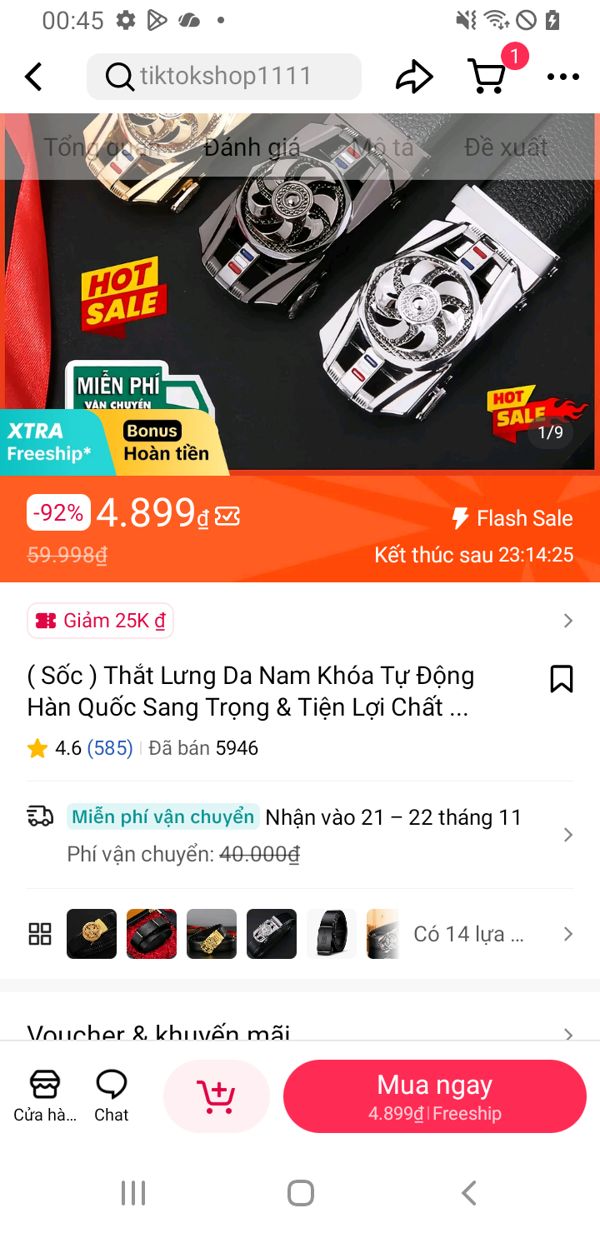 00:45
tiktokshop1111
1
Tổng quan Đánh giá Mô tả Đề xuất
HOT
SALE
MIỄN PHÍ
VẬN CHUYỂN
HOT
SALE
1/9
XTRA
Freeship*
Bonus
Hoàn tiền
-92% 4.899₫
Flash Sale
59.998₫
Kết thúc sau 23:14:25
Giảm 25K ₫
( Sốc ) Thắt Lưng Da Nam Khóa Tự Động
Hàn Quốc Sang Trọng & Tiện Lợi Chất ...
4.6 (585) Đã bán 5946
Miễn phí vận chuyển Nhận vào 21 – 22 tháng 11
Phí vận chuyển: 40.000₫
Có 14 lựa ...
Voucher & khuyến mãi
Cửa hà...
Chat
Mua ngay
4.899₫ | Freeship